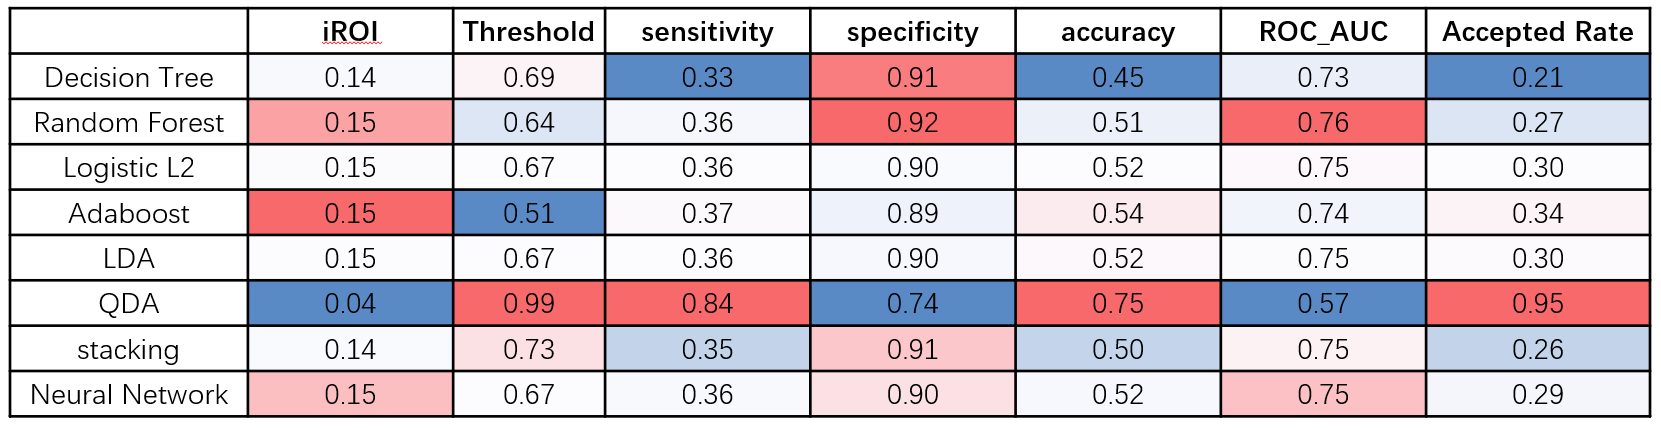 iROI Threshold sensitivity specificity accuracy ROC_AUC Accepted Rate
Decision Tree 0.14 0.69 0.33 0.91 0.45 0.73 0.21
Random Forest 0.15 0.64 0.36 0.92 0.51 0.76 0.27
Logistic L2 0.15 0.67 0.36 0.90 0.52 0.75 0.30
Adaboost 0.15 0.51 0.37 0.89 0.54 0.74 0.34
LDA 0.15 0.67 0.36 0.90 0.52 0.75 0.30
QDA 0.04 0.99 0.84 0.74 0.75 0.57 0.95
stacking 0.14 0.73 0.35 0.91 0.50 0.75 0.26
Neural Network 0.15 0.67 0.36 0.90 0.52 0.75 0.29